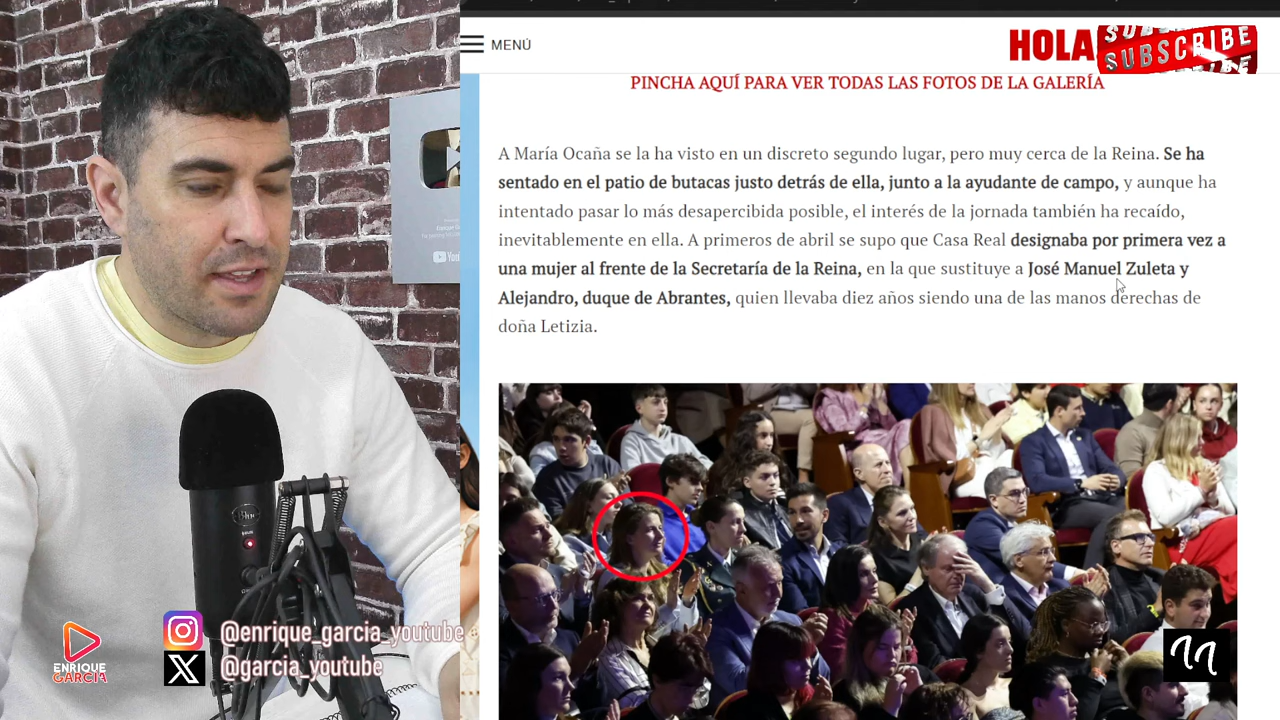 MENÚ
HOLA
SUBSCRIBE
SUBSCRIBE
PINCHA AQUÍ PARA VER TODAS LAS FOTOS DE LA GALERÍA
A María Ocaña se la ha visto en un discreto segundo lugar, pero muy cerca de la Reina. Se ha
sentado en el patio de butacas justo detrás de ella, junto a la ayudante de campo, y aunque ha
intentado pasar lo más desapercibida posible, el interés de la jornada también ha recaído,
inevitablemente en ella. A primeros de abril se supo que Casa Real designaba por primera vez a
una mujer al frente de la Secretaría de la Reina, en la que sustituye a José Manuel Zuleta y
Alejandro, duque de Abrantes, quien llevaba diez años siendo una de las manos derechas de
doña Letizia.
Enrique Garcia
YouTube
Blue
@enrique_garcia_youtube
@garcia_youtube
ENRIQUE
GARCIA